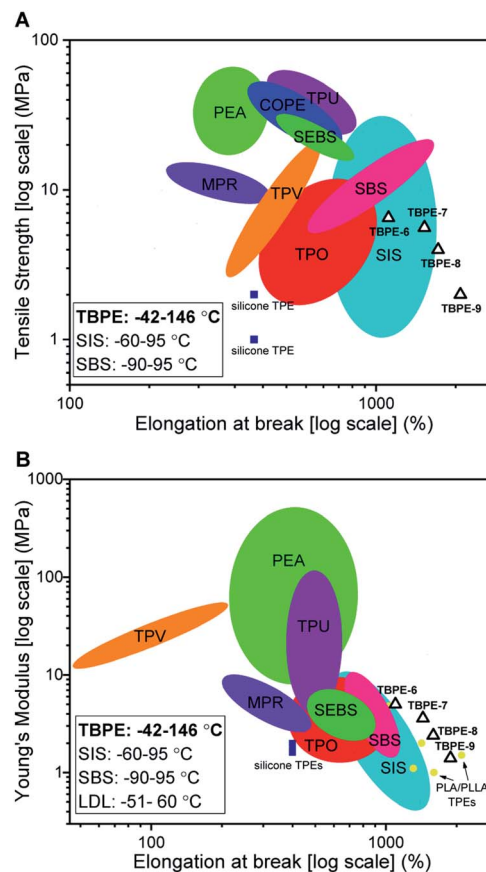 A
Tensile Strength [log scale] (MPa)
100
10
1
PEA
COPE
TPU
SEBS
MPR
TPV
SBS
TPO
SIS
TBPE-6
TBPE-7
TBPE-8
TBPE-9
silicone TPE
silicone TPE
TBPE: -42-146 °C
SIS: -60-95 °C
SBS: -90-95 °C
100
1000
Elongation at break [log scale] (%)
B
Young's Modulus [log scale] (MPa)
1000
100
10
1
PEA
TPV
TPU
MPR
SEBS
TPO
SBS
SIS
TBPE-6
TBPE-7
TBPE-8
TBPE-9
silicone TPEs
PLA/PLLA
TPEs
TBPE: -42-146 °C
SIS: -60-95 °C
SBS: -90-95 °C
LDL: -51- 60 °C
100
1000
Elongation at break [log scale] (%)